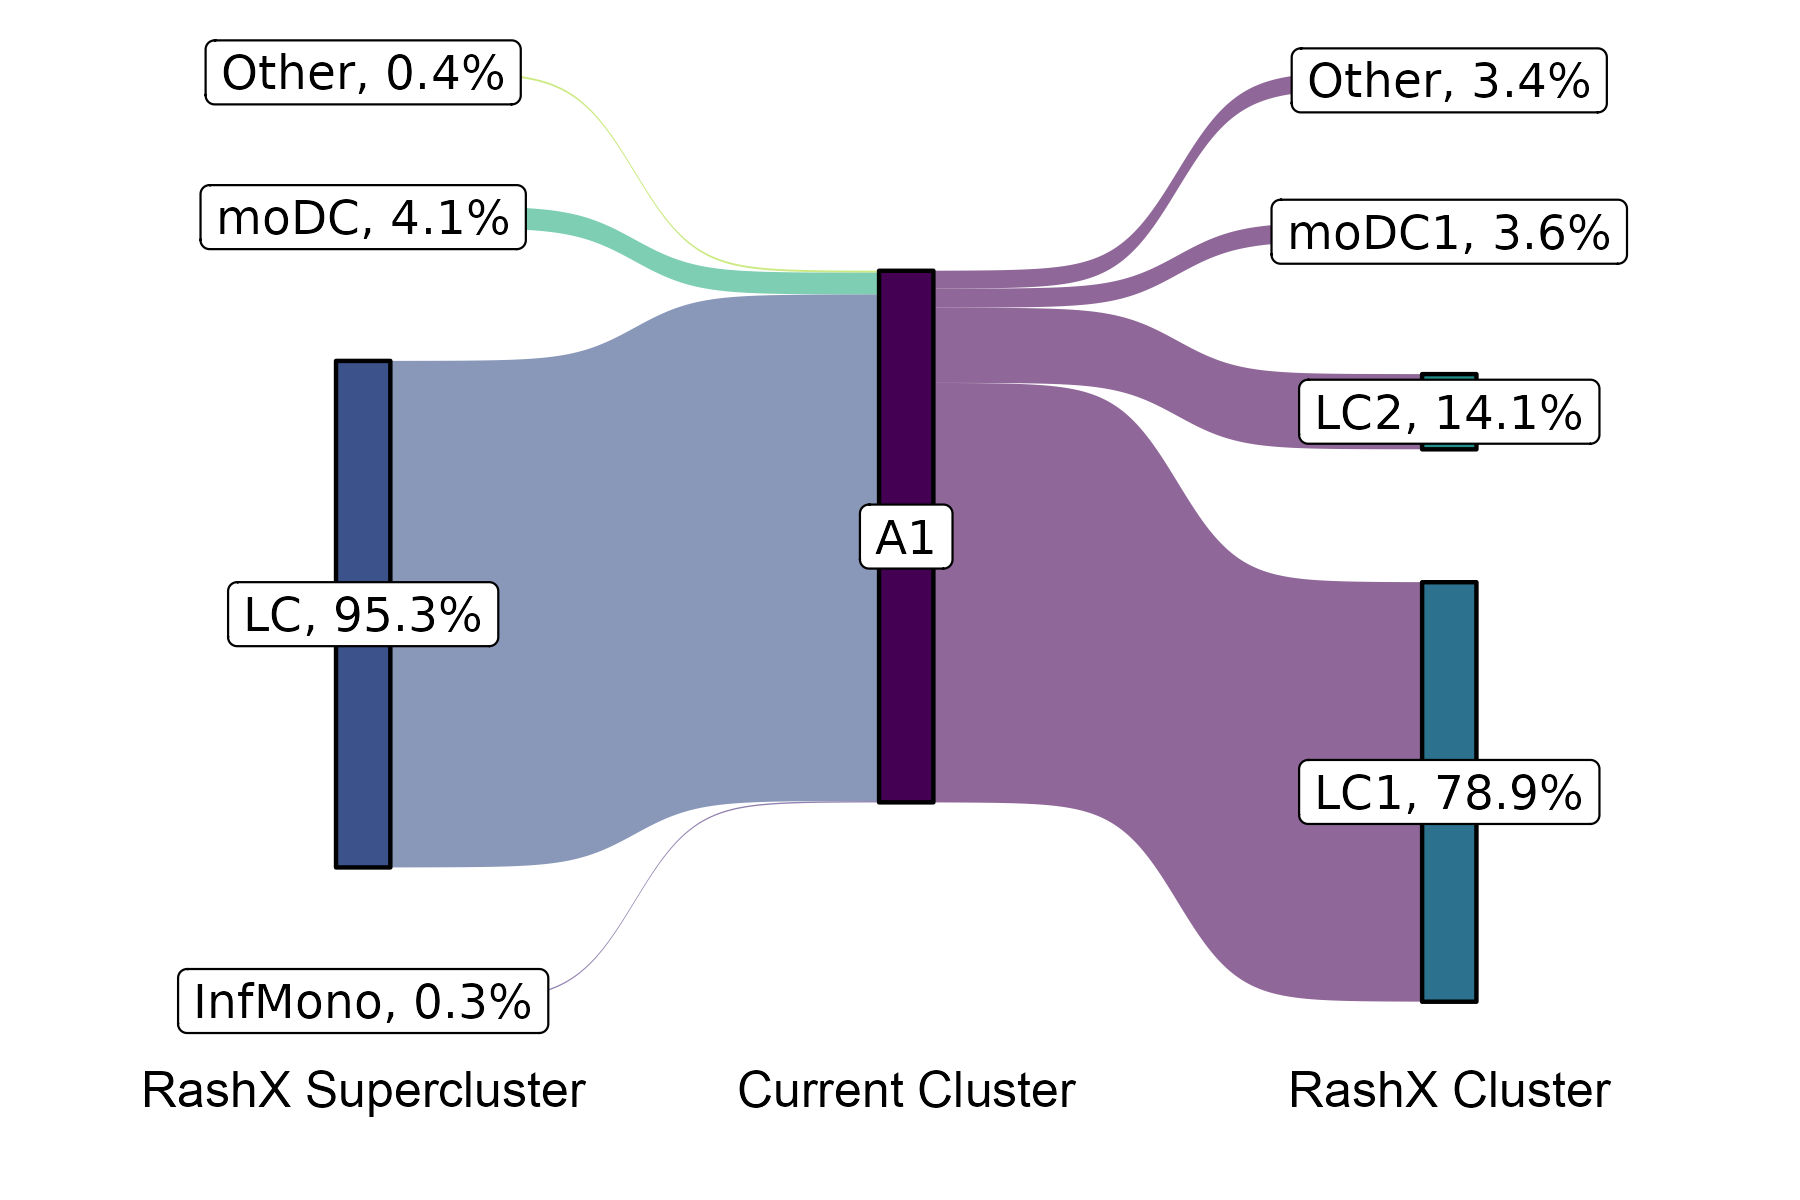 Other, 0.4%
moDC, 4.1%
LC, 95.3%
InfMono, 0.3%
RashX Supercluster
A1
Current Cluster
Other, 3.4%
moDC1, 3.6%
LC2, 14.1%
LC1, 78.9%
RashX Cluster